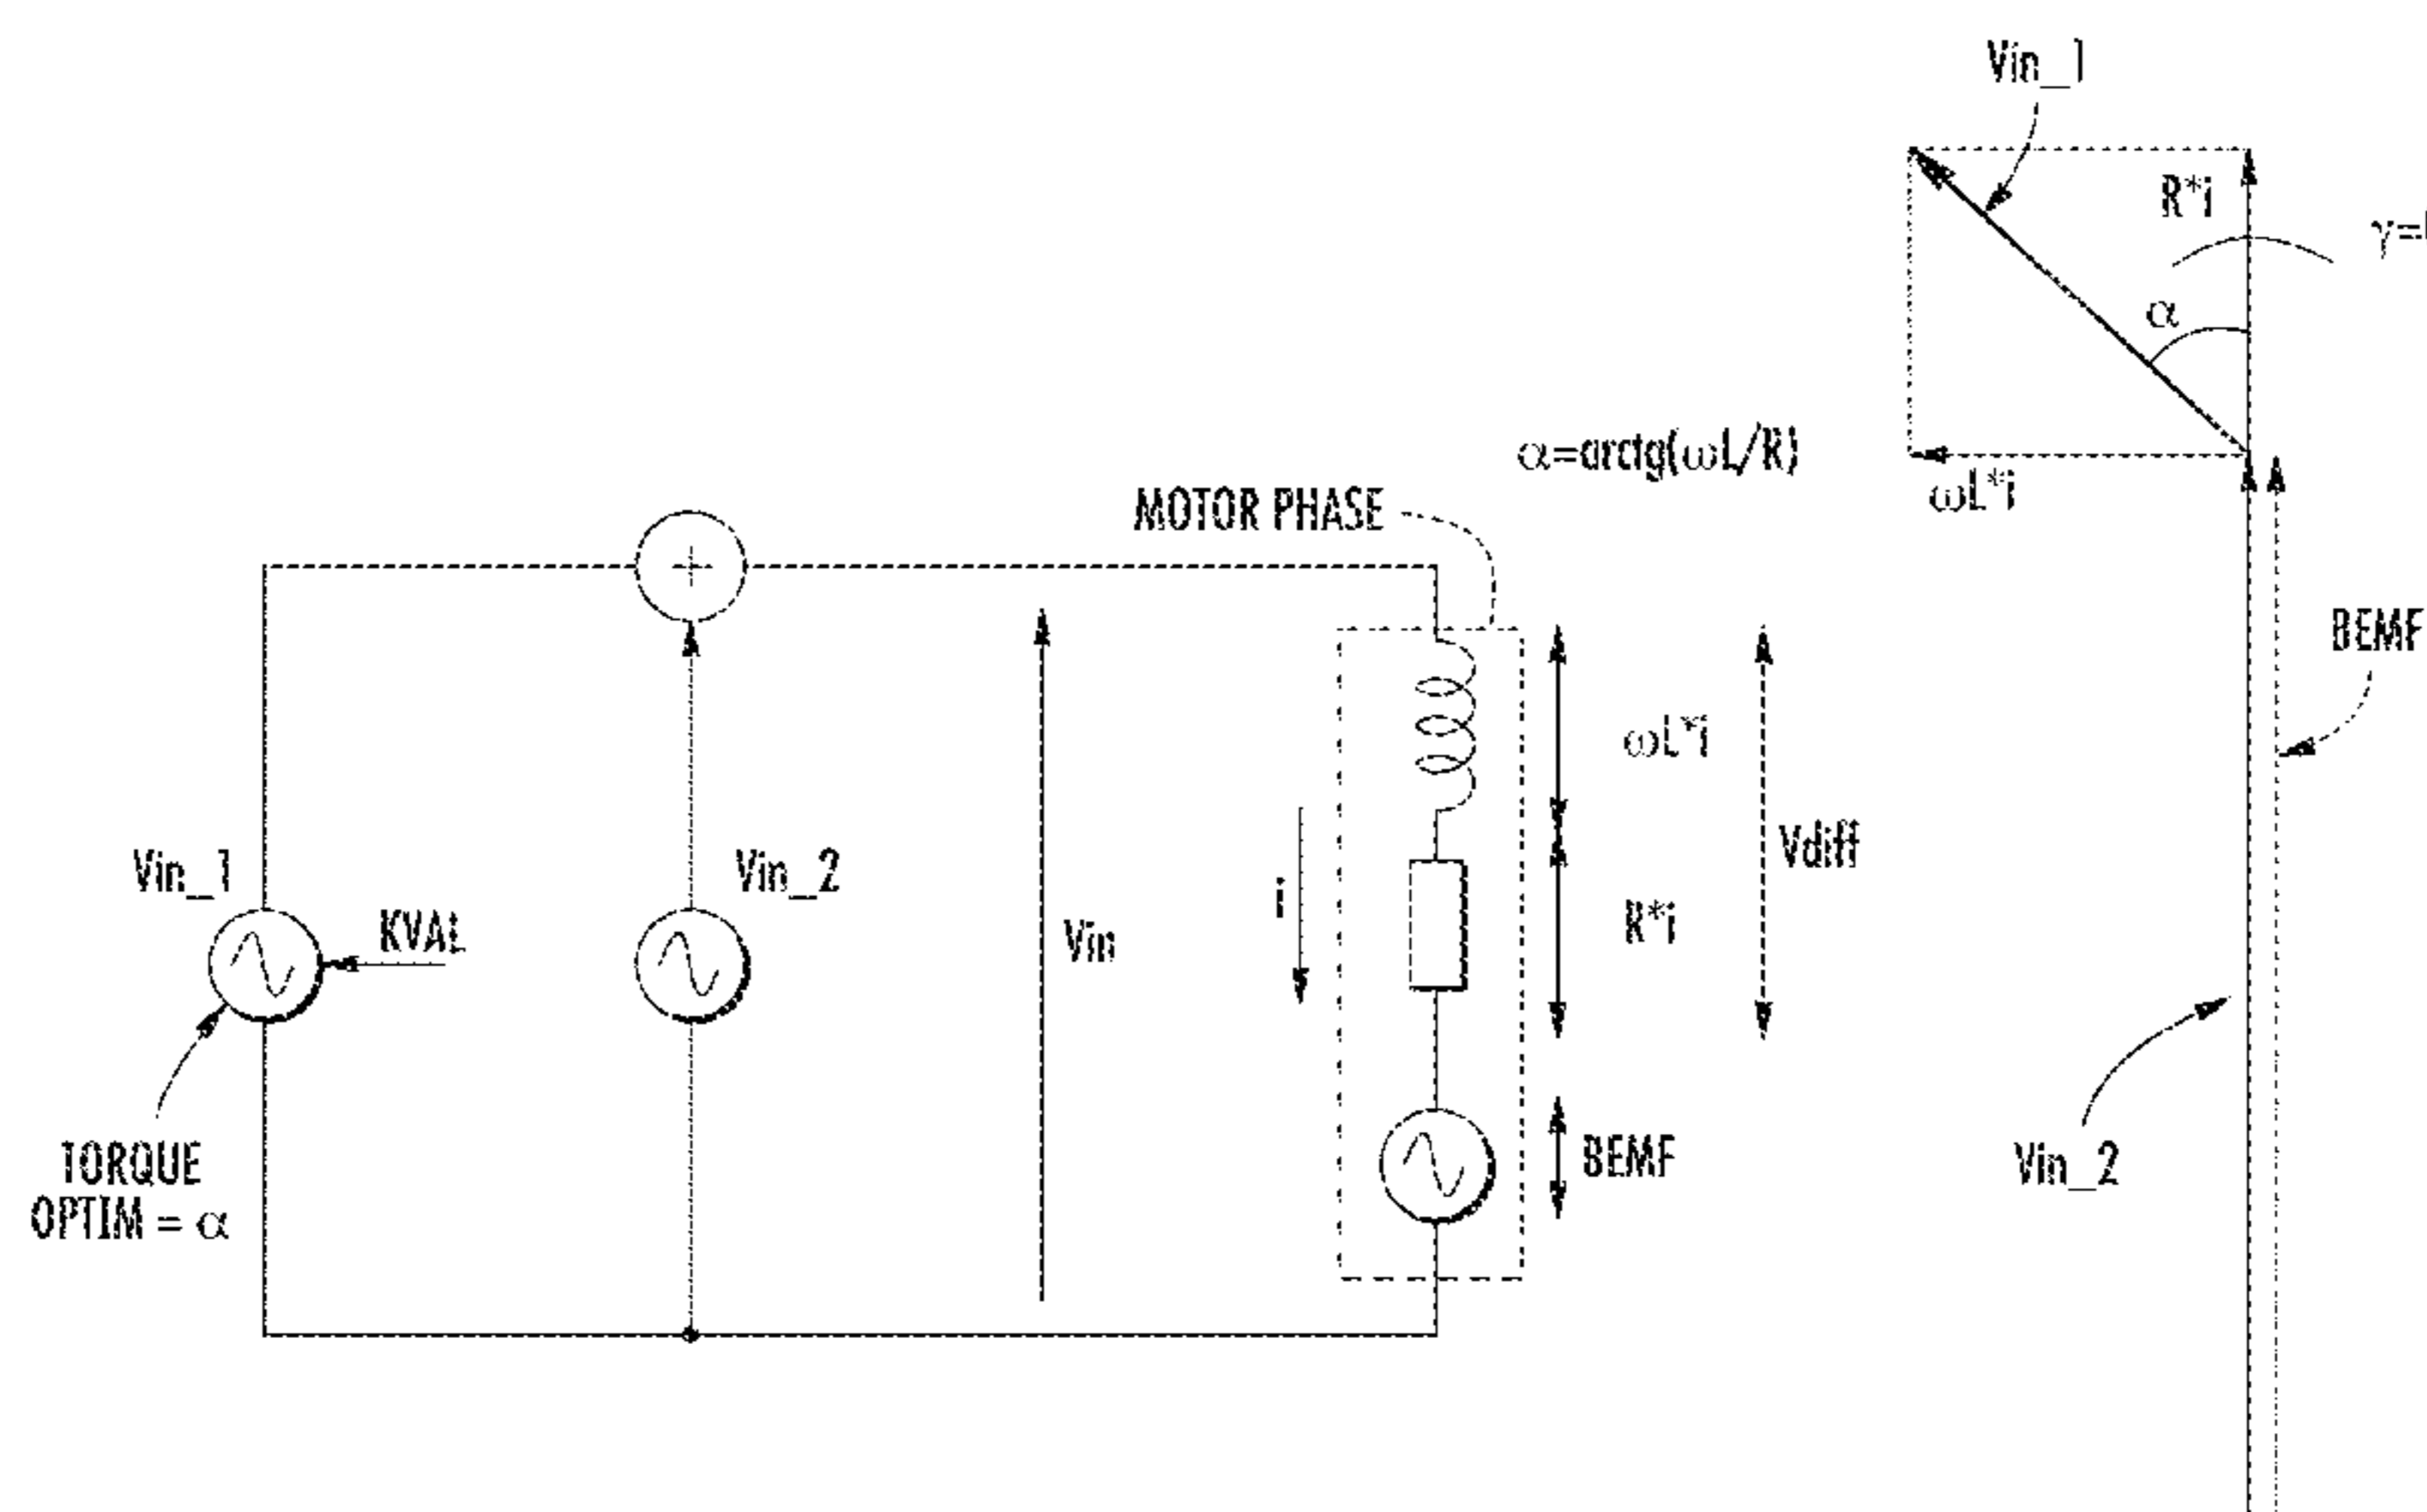 Vin_1
R*i
α
α=arctg(ωL/R)
ωL*i
MOTOR PHASE
+
BEMF
ωL*i
Vin_1
Vin_2
Vdiff
KVAL
Vin
i
R*i
TORQUE
OPTIM = α
BEMF
Vin_2